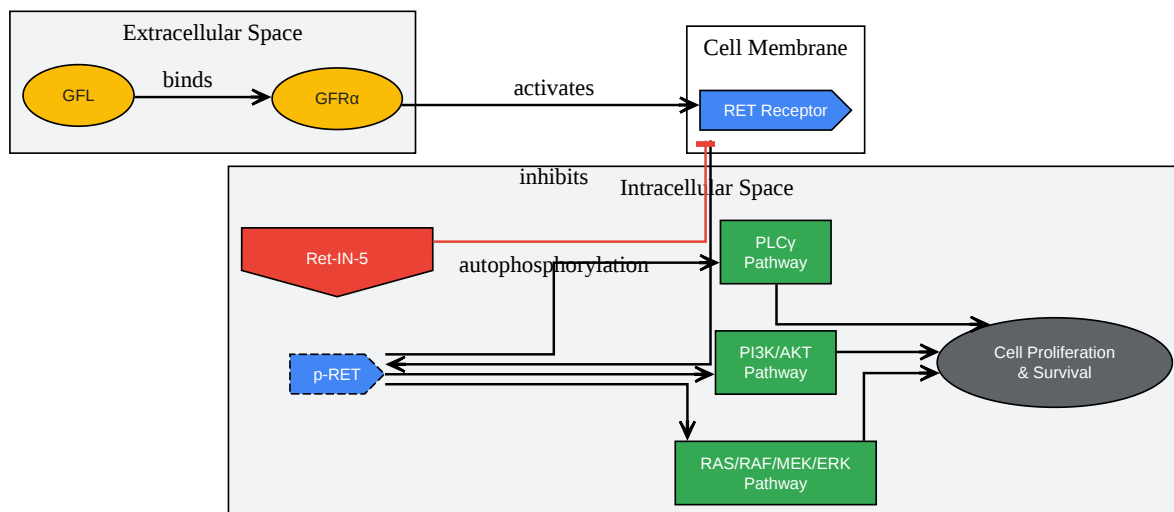 Extracellular Space
Cell Membrane
GFL
binds
GFRα
activates
RET Receptor
inhibits
Intracellular Space
Ret-IN-5
autophosphorylation
PLCγ
Pathway
p-RET
PI3K/AKT
Pathway
Cell Proliferation
& Survival
RAS/RAF/MEK/ERK
Pathway